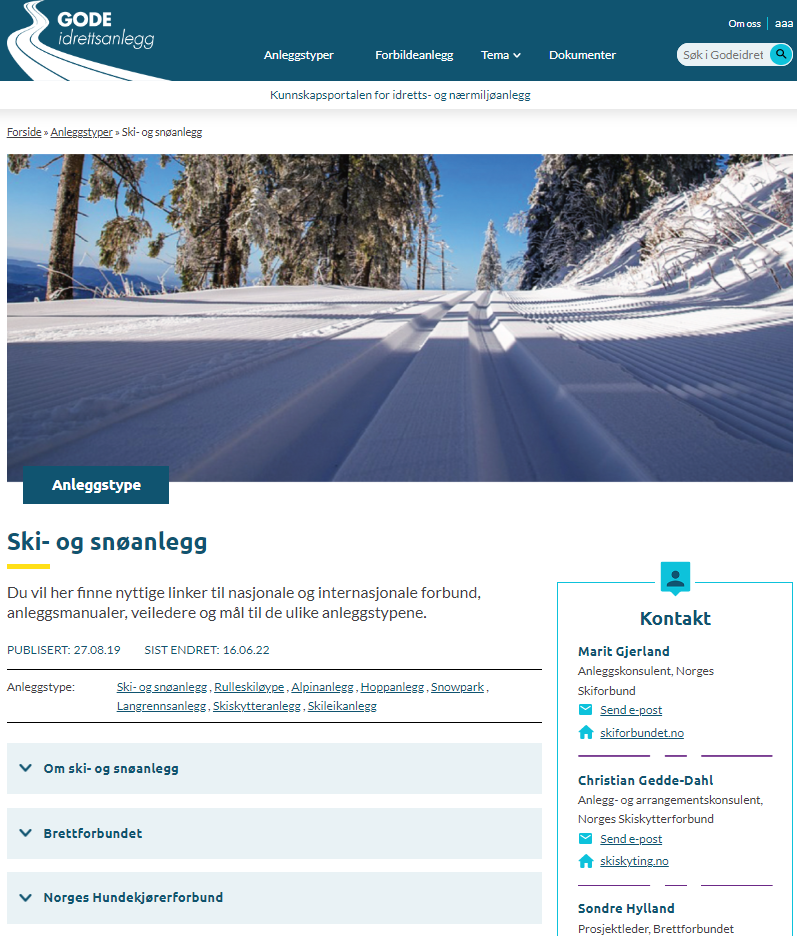 GODE
idrettsanlegg
Om oss
aaa
Anleggstyper
Forbildeanlegg
Tema
Dokumenter
Søk i Godeidret
Kunnskapsportalen for idretts- og nærmiljøanlegg
Forside » Anleggstyper » Ski- og snøanlegg
Anleggstype
Ski- og snøanlegg
Du vil her finne nyttige linker til nasjonale og internasjonale forbund,
anleggsmanualer, veiledere og mål til de ulike anleggstypene.
PUBLISERT: 27.08.19 SIST ENDRET: 16.06.22
Anleggstype: Ski- og snøanlegg , Rulleskiløype , Alpinanlegg , Hoppanlegg , Snowpark ,
Langrennsanlegg , Skiskytteranlegg , Skileikanlegg
Om ski- og snøanlegg
Brettforbundet
Norges Hundekjørerforbund
Kontakt
Marit Gjerland
Anleggskonsulent, Norges
Skiforbund
Send e-post
skiforbundet.no
Christian Gedde-Dahl
Anlegg- og arrangementskonsulent,
Norges Skiskytterforbund
Send e-post
skiskyting.no
Sondre Hylland
Prosjektleder, Brettforbundet